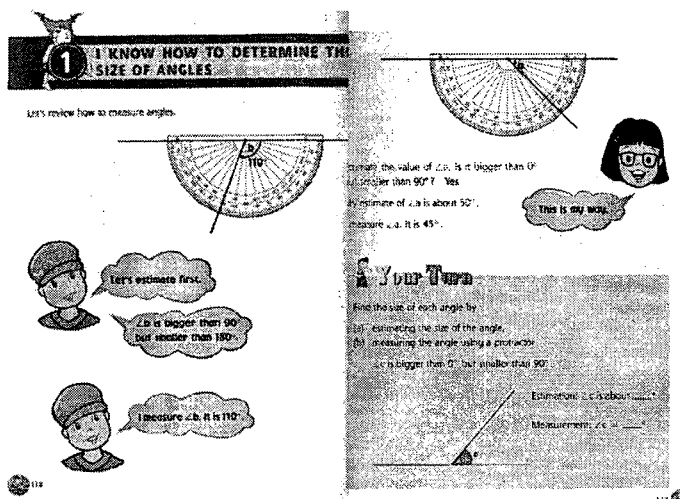 1
I KNOW HOW TO DETERMINE TH
SIZE OF ANGLES
Let's review how to measure angles.
b
110
Let's estimate first.
∠b is bigger than 90
but smaller than 180°.
I measure ∠b. It is 110°.
118
a
the value of ∠a. Is it bigger than 0°
smaller than 90°? Yes
estimate of ∠a is about 50°.
measure ∠a. It is 45°.
This is my way.
Your Turn
Find the size of each angle by
(a) estimating the size of the angle,
(b) measuring the angle using a protractor
∠c is bigger than 0° but smaller than 90°
Estimation: ∠c is about ____°
Measurement: ∠c = ____°
c